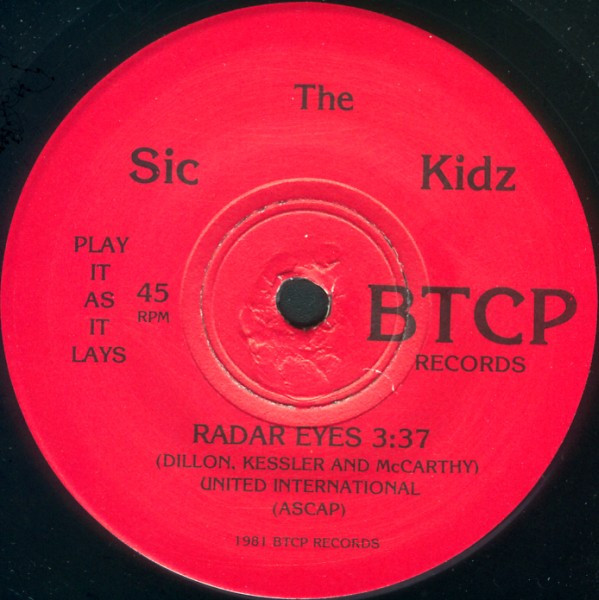 The
Sic Kidz
PLAY
IT
AS
IT
LAYS
45
RPM
BTCP
RECORDS
RADAR EYES 3:37
(DILLON, KESSLER AND McCARTHY)
UNITED INTERNATIONAL
(ASCAP)
1981 BTCP RECORDS